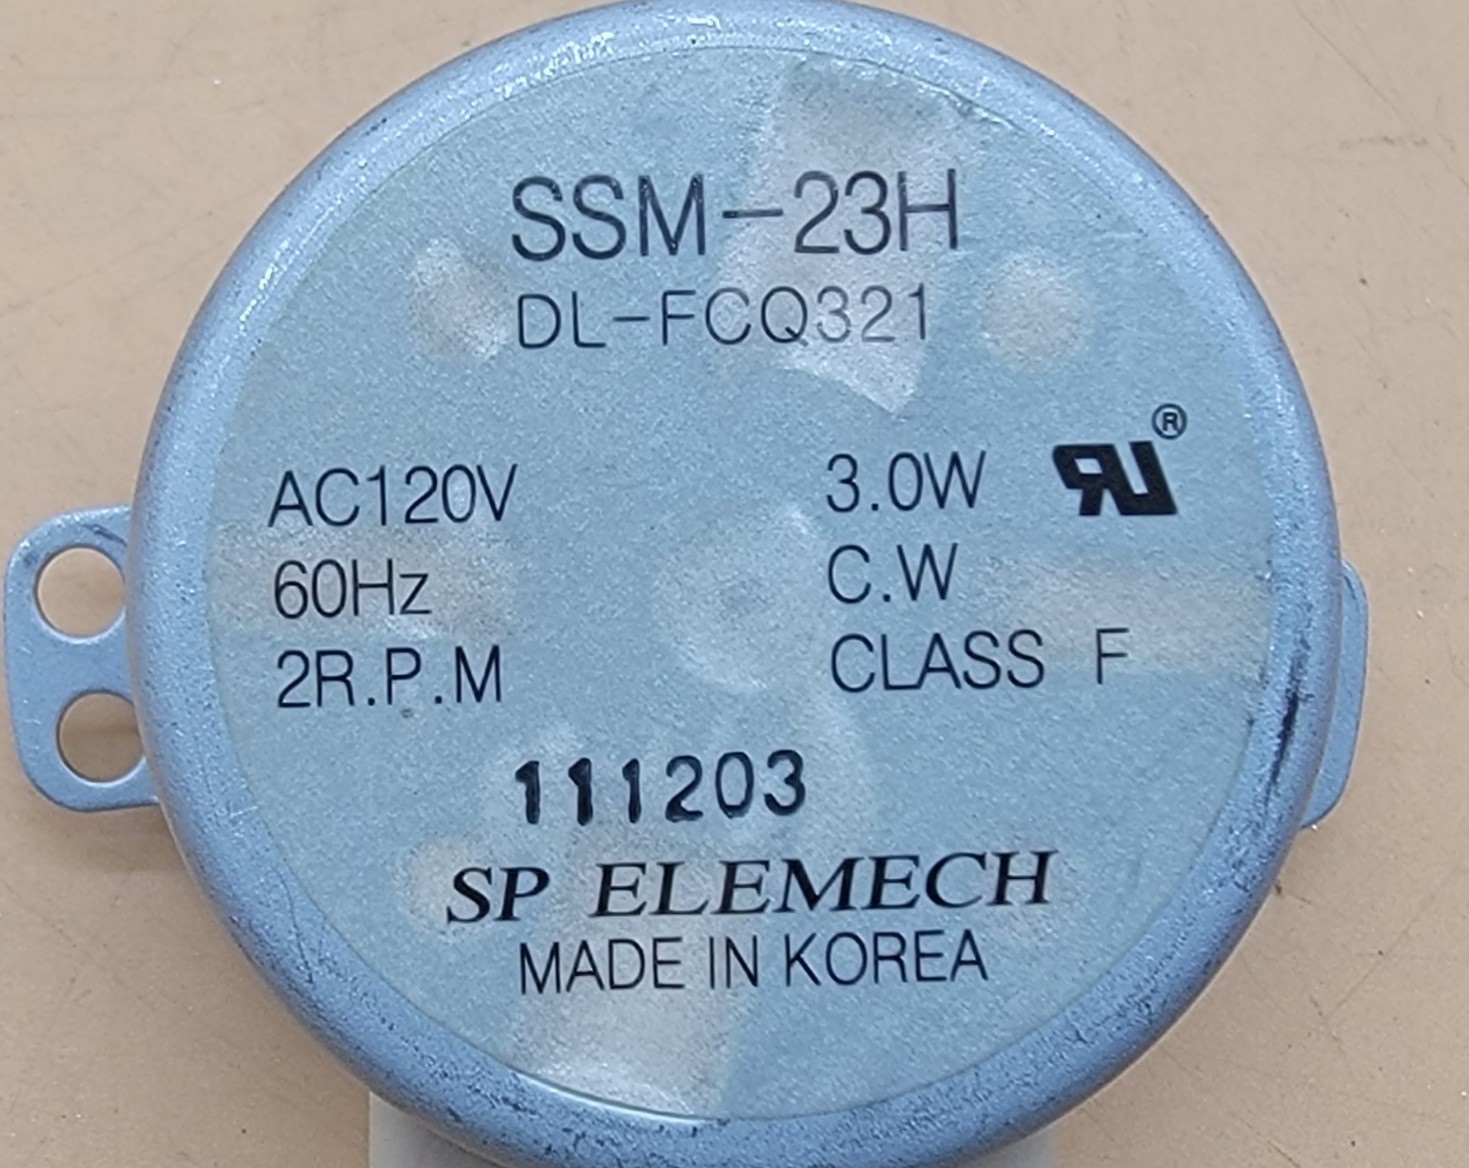 SSM-23H
DL-FCQ321
AC120V 3.0W ®
60Hz C.W
2R.P.M CLASS F
111203
SP ELEMECH
MADE IN KOREA